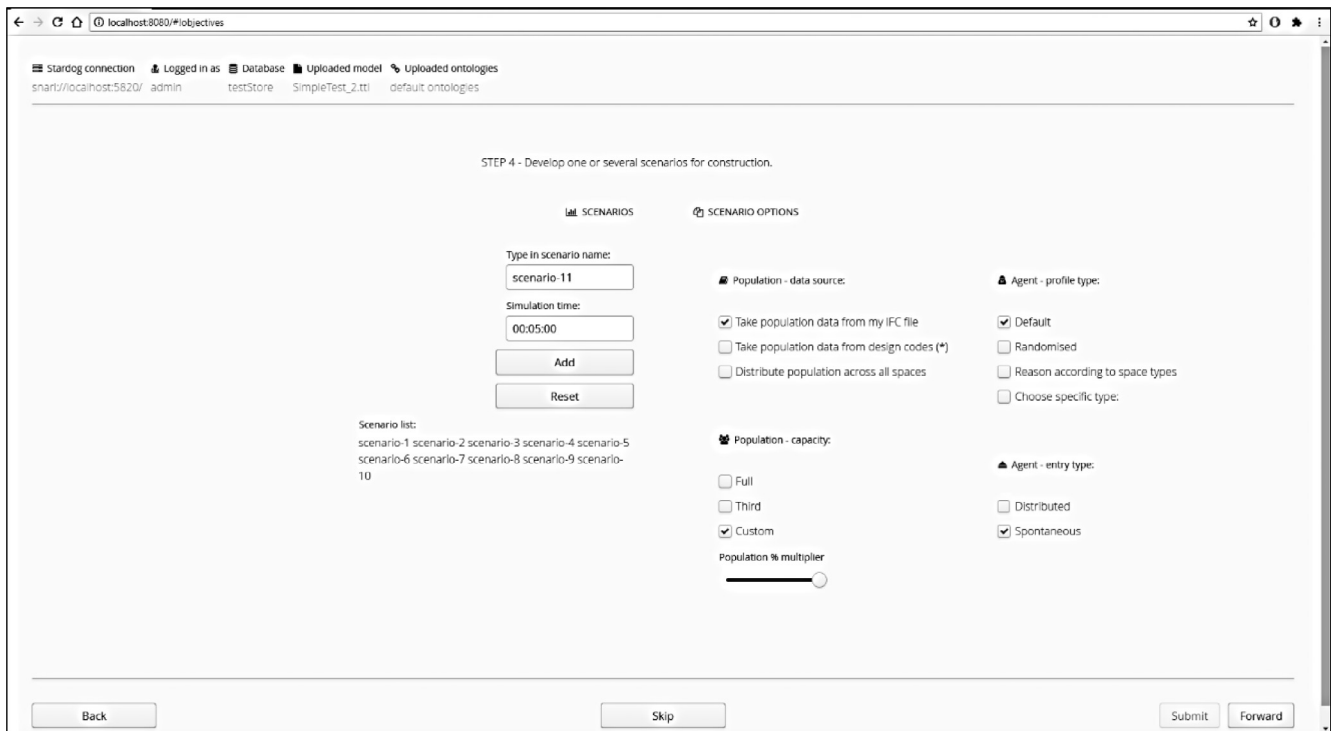 localhost:8080/#!objectives
Stardog connection Logged in as Database Uploaded model Uploaded ontologies
snarl://localhost:5820/ admin testStore SimpleTest_2.ttl default ontologies
STEP 4 - Develop one or several scenarios for construction.
SCENARIOS SCENARIO OPTIONS
Type in scenario name:
scenario-11
Simulation time:
00:05:00
Add
Reset
Scenario list:
scenario-1 scenario-2 scenario-3 scenario-4 scenario-5
scenario-6 scenario-7 scenario-8 scenario-9 scenario-
10
Population - data source:
Take population data from my IFC file
Take population data from design codes (*)
Distribute population across all spaces
Population - capacity:
Full
Third
Custom
Population % multiplier
Agent - profile type:
Default
Randomised
Reason according to space types
Choose specific type:
Agent - entry type:
Distributed
Spontaneous
Back Skip Submit Forward